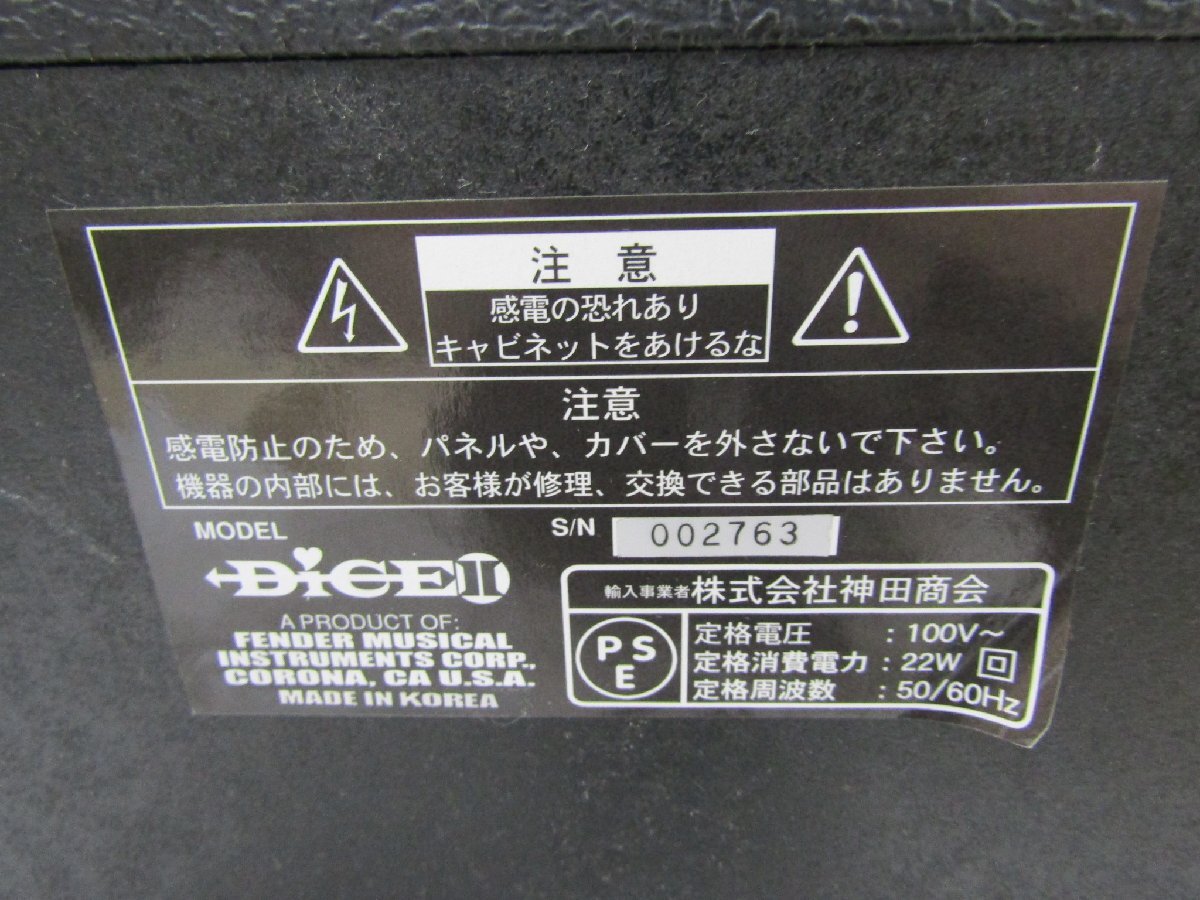 注 意
感電の恐れあり
キャビネットをあけるな
注意
感電防止のため、パネルや、カバーを外さないで下さい。
機器の内部には、お客様が修理、交換できる部品はありません。
MODEL
S/N 002763
DiCE II
A PRODUCT OF:
FENDER MUSICAL
INSTRUMENTS CORP.,
CORONA, CA U.S.A.
MADE IN KOREA
輸入事業者 株式会社神田商会
PSE
定格電圧 : 100V～
定格消費電力 : 22W
定格周波数 : 50/60Hz